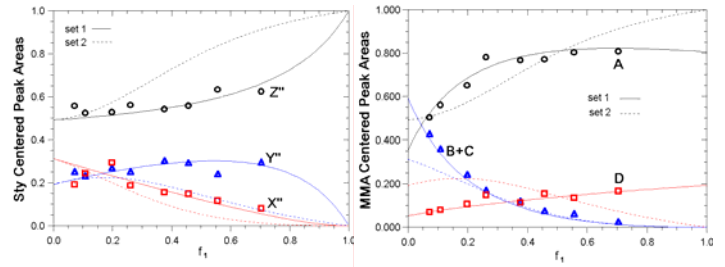 Sty Centered Peak Areas
1.0
0.8
0.6
0.4
0.2
0.0
set 1
set 2
Z"
Y"
X"
0.0 0.2 0.4 0.6 0.8 1.0
f1
MMA Centered Peak Areas
1.000
0.800
0.600
0.400
0.200
0.000
A
set 1
set 2
B+C
D
0.0 0.2 0.4 0.6 0.8 1.0
f1